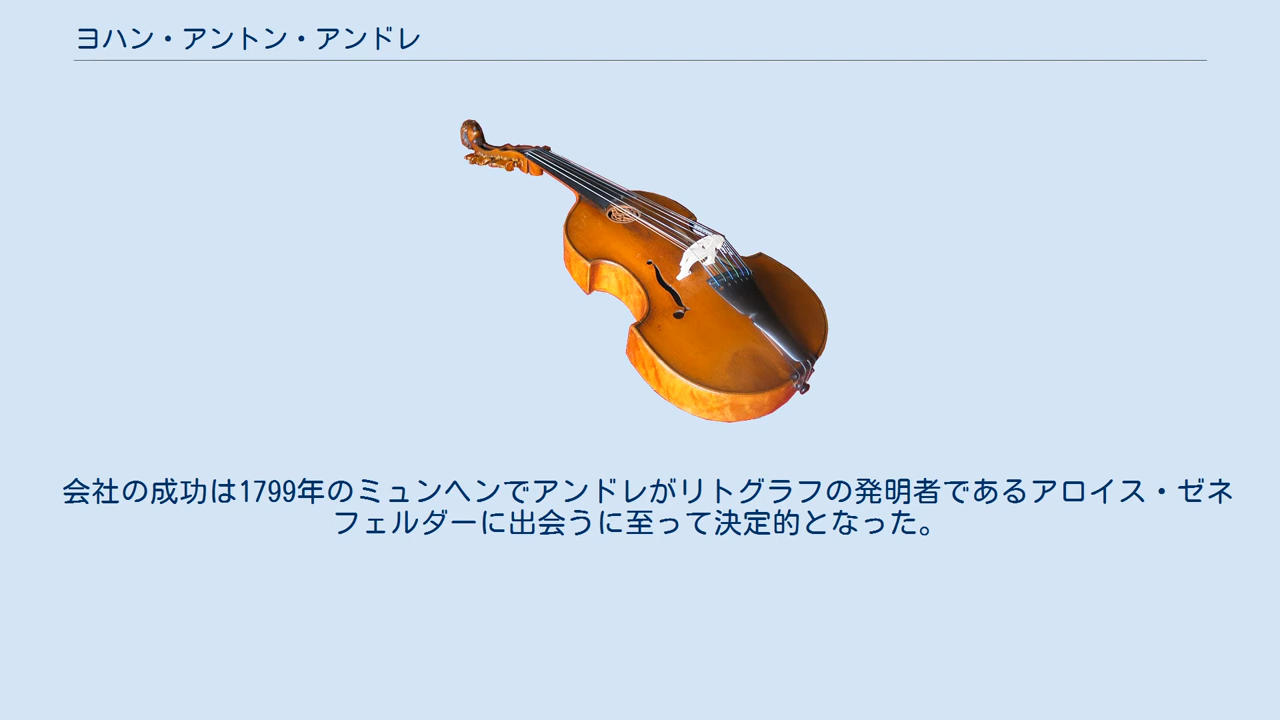 ヨハン・アントン・アンドレ
会社の成功は1799年のミュンヘンでアンドレがリトグラフの発明者であるアロイス・ゼネ
フェルダーに出会うに至って決定的となった。